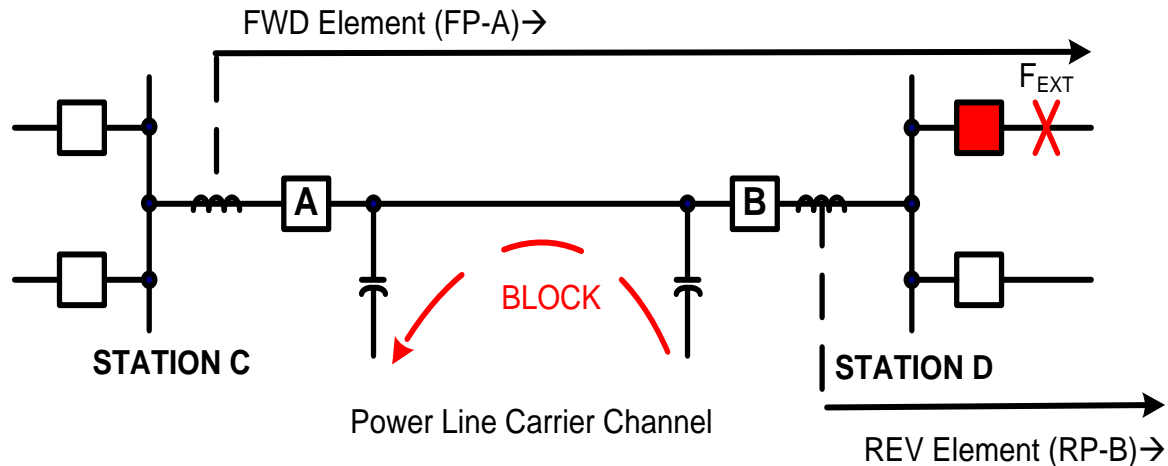 FWD Element (FP-A)→
FEXT
A
B
BLOCK
STATION C
STATION D
Power Line Carrier Channel
REV Element (RP-B)→